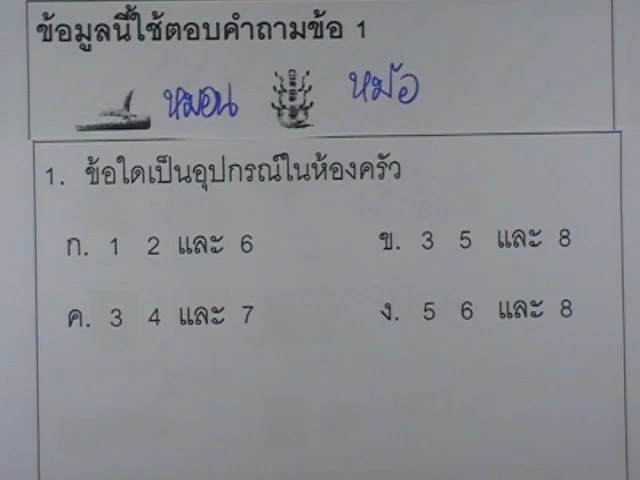 ข้อมูลนี้ใช้ตอบคำถามข้อ 1
หมอน หม้อ
1. ข้อใดเป็นอุปกรณ์ในห้องครัว
ก. 1 2 และ 6 ข. 3 5 และ 8
ค. 3 4 และ 7 ง. 5 6 และ 8